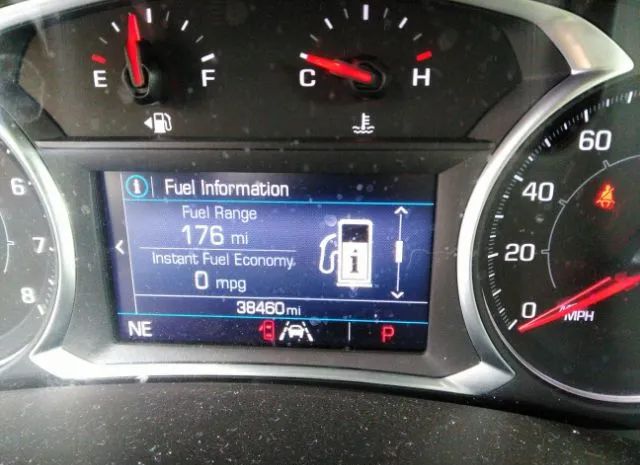 E F
C H
i Fuel Information
Fuel Range
176 mi
Instant Fuel Economy
0 mpg
i
38460 mi
NE P
6
7
8
60
40
20
0
MPH